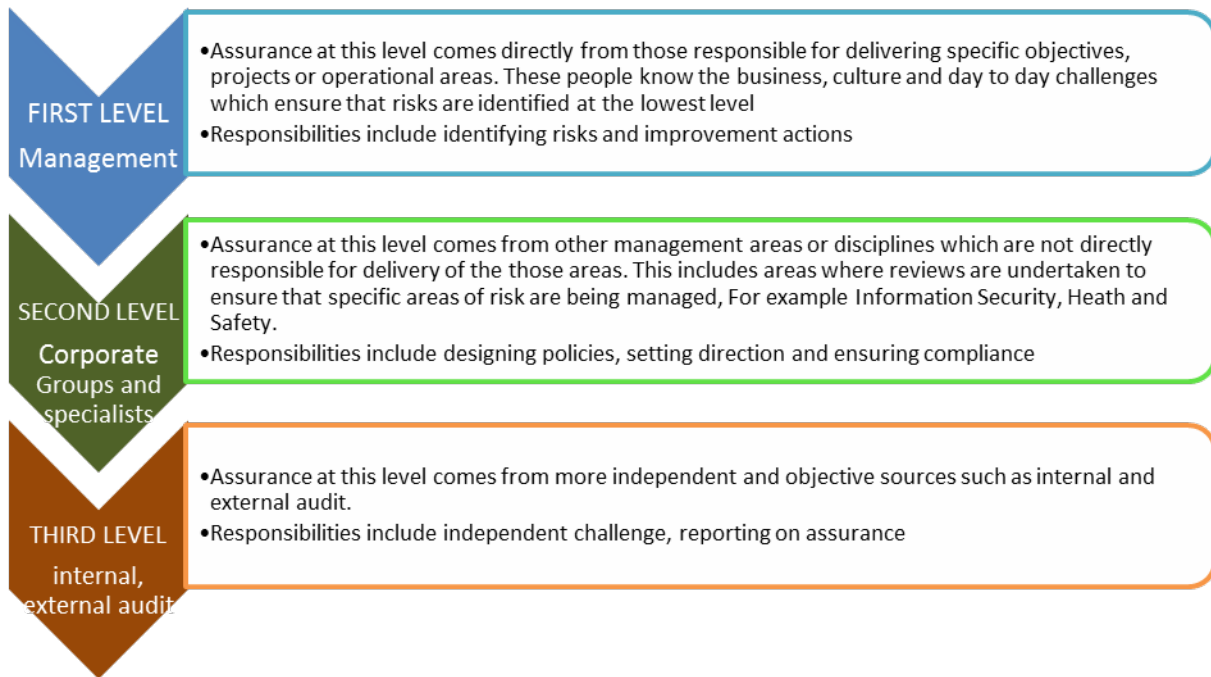 FIRST LEVEL
Management
•Assurance at this level comes directly from those responsible for delivering specific objectives,
projects or operational areas. These people know the business, culture and day to day challenges
which ensure that risks are identified at the lowest level
•Responsibilities include identifying risks and improvement actions
SECOND LEVEL
Corporate
Groups and
specialists
•Assurance at this level comes from other management areas or disciplines which are not directly
responsible for delivery of the those areas. This includes areas where reviews are undertaken to
ensure that specific areas of risk are being managed, For example Information Security, Heath and
Safety.
•Responsibilities include designing policies, setting direction and ensuring compliance
THIRD LEVEL
internal,
external audit
•Assurance at this level comes from more independent and objective sources such as internal and
external audit.
•Responsibilities include independent challenge, reporting on assurance